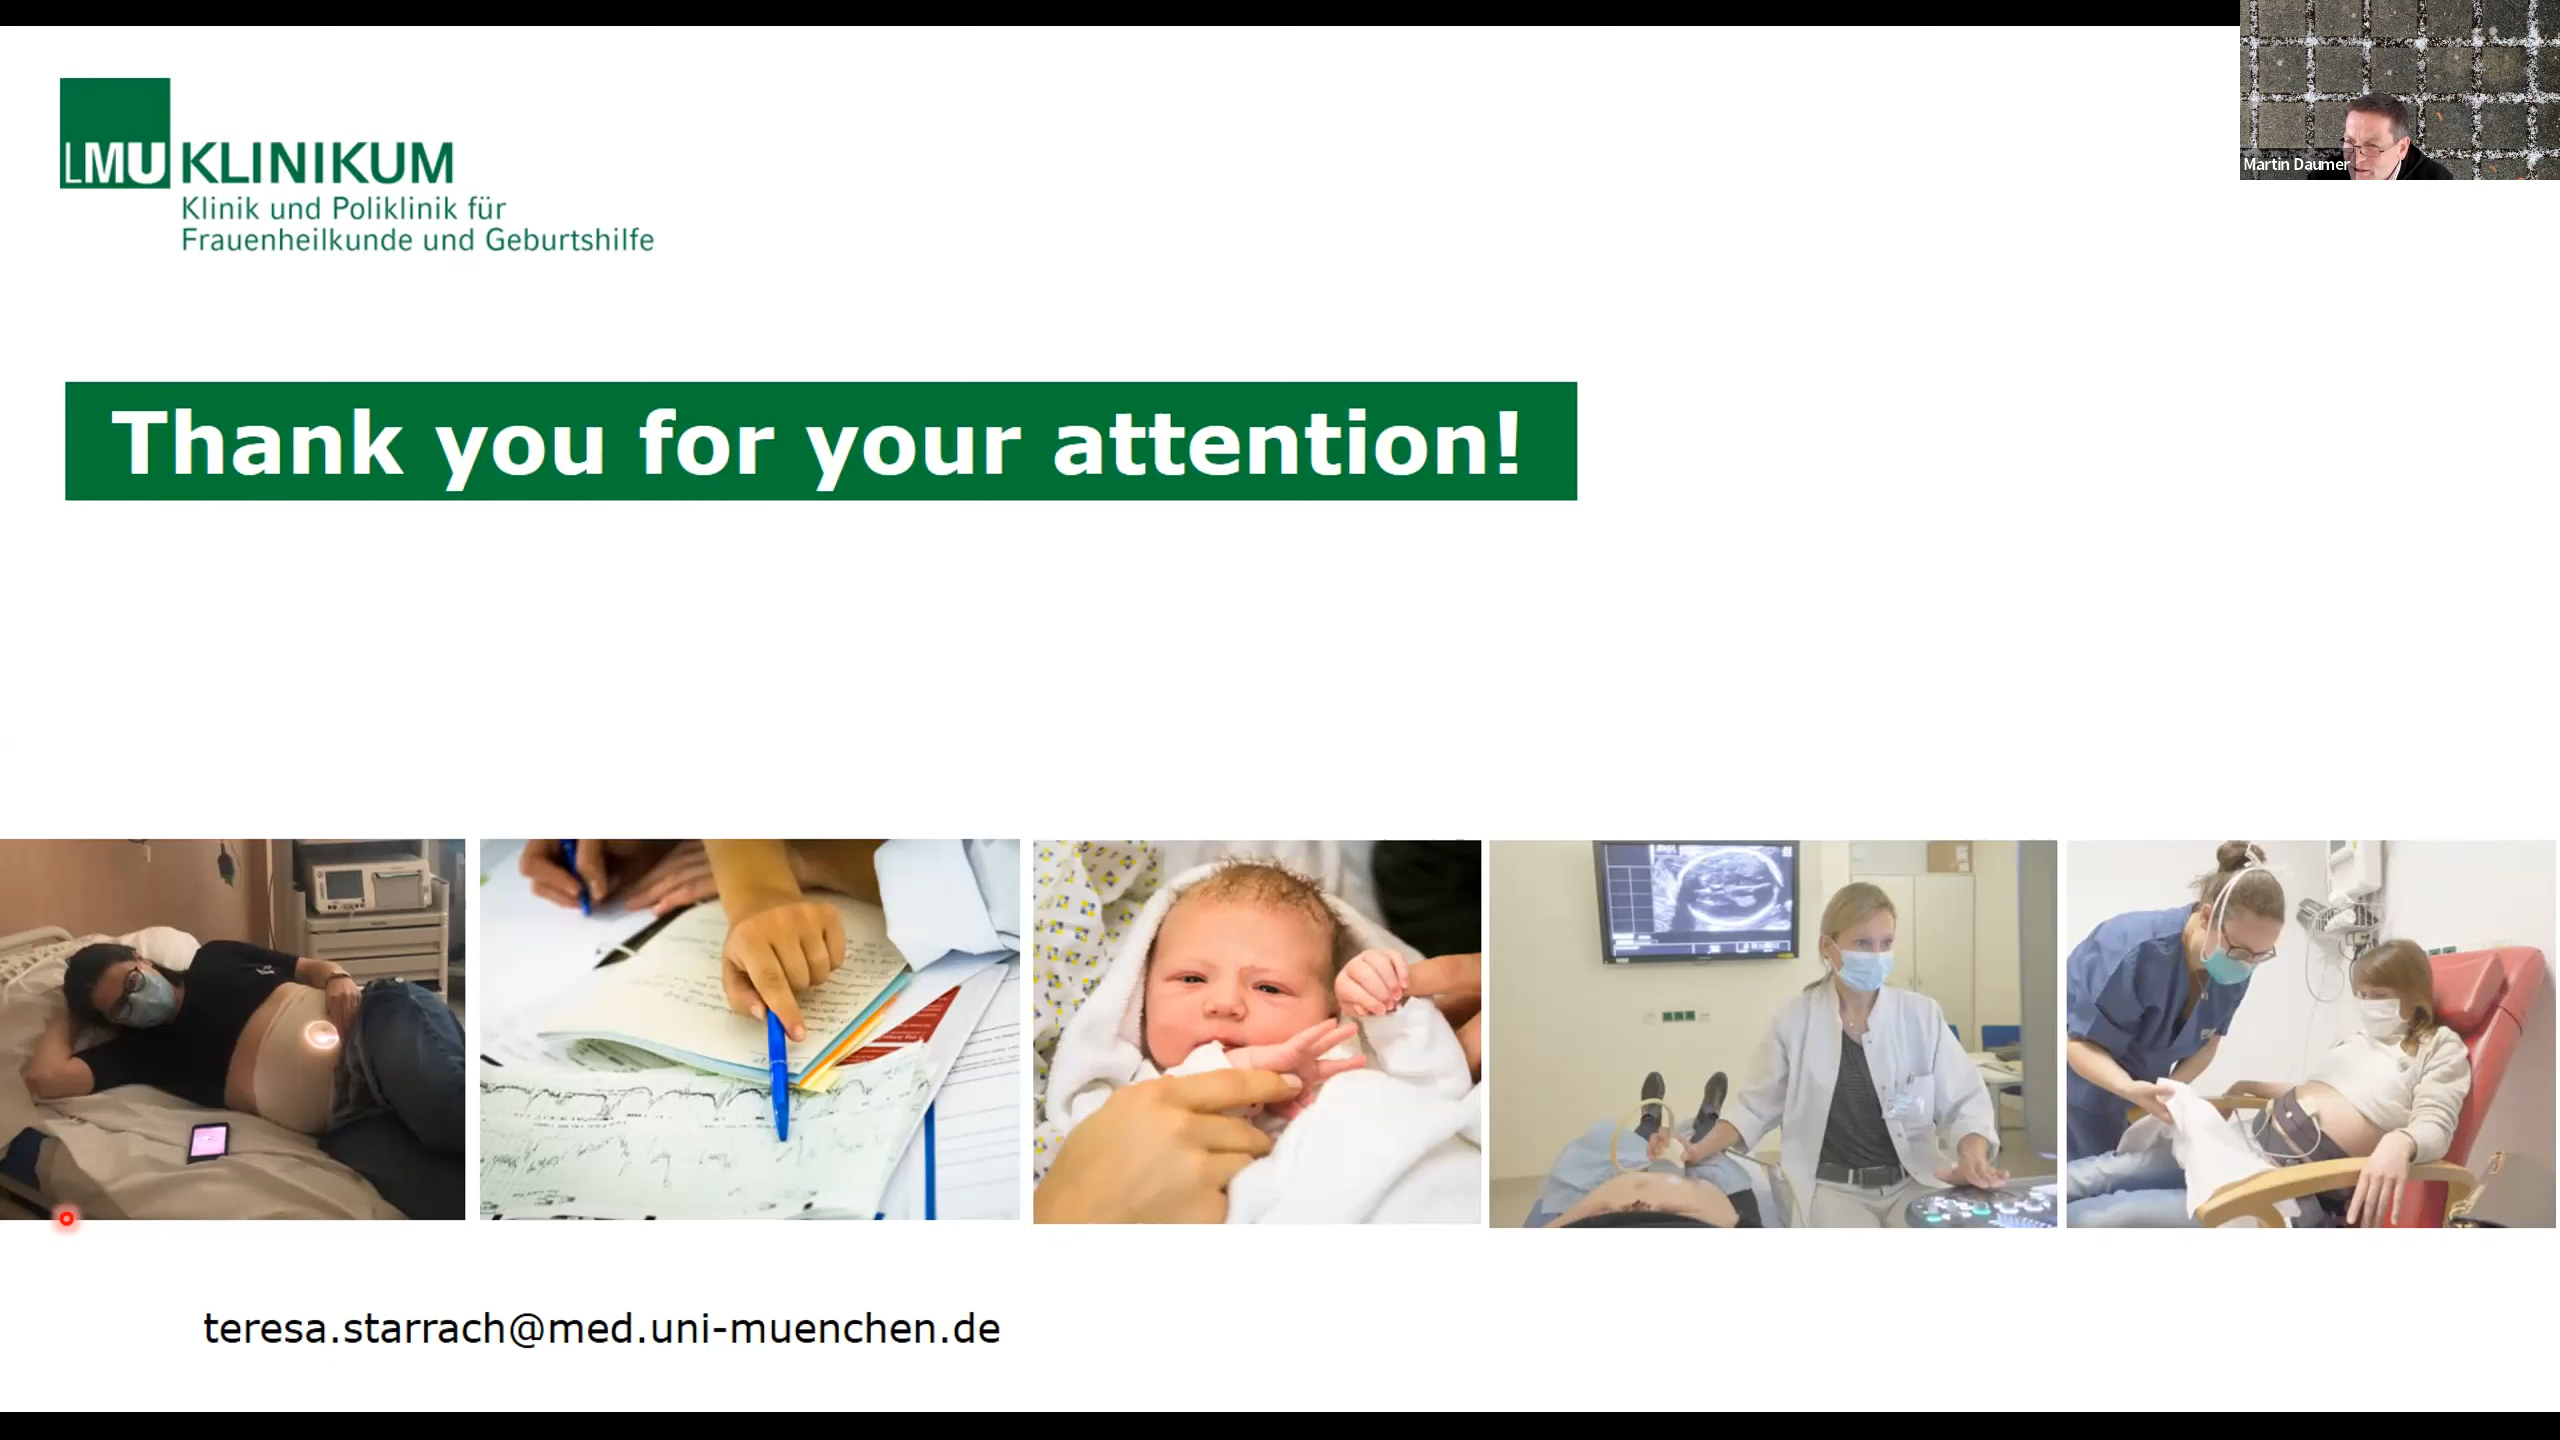 LMU KLINIKUM
Klinik und Poliklinik für
Frauenheilkunde und Geburtshilfe
Martin Daumer
Thank you for your attention!
teresa.starrach@med.uni-muenchen.de